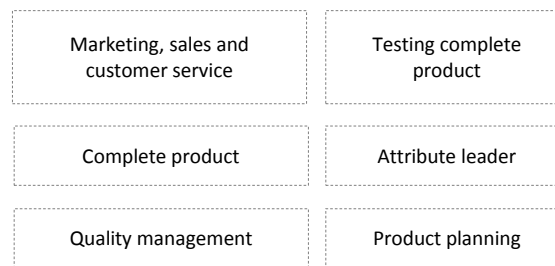 Marketing, sales and
customer service
Testing complete
product
Complete product
Attribute leader
Quality management
Product planning